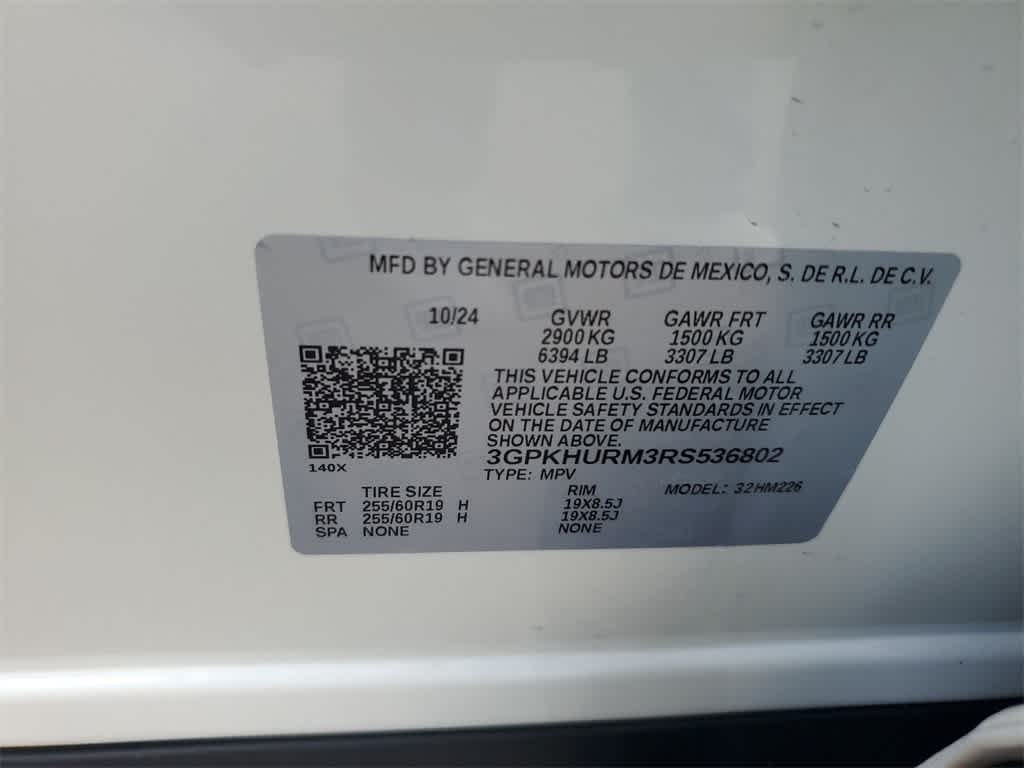 MFD BY GENERAL MOTORS DE MEXICO, S. DE R.L. DE C.V.
10/24 GVWR GAWR FRT GAWR RR
2900 KG 1500 KG 1500 KG
6394 LB 3307 LB 3307 LB
THIS VEHICLE CONFORMS TO ALL
APPLICABLE U.S. FEDERAL MOTOR
VEHICLE SAFETY STANDARDS IN EFFECT
ON THE DATE OF MANUFACTURE
SHOWN ABOVE.
3GPKHURM3RS536802
140X TYPE: MPV
TIRE SIZE RIM MODEL: 32HM226
FRT 255/60R19 H 19X8.5J
RR 255/60R19 H 19X8.5J
SPA NONE NONE